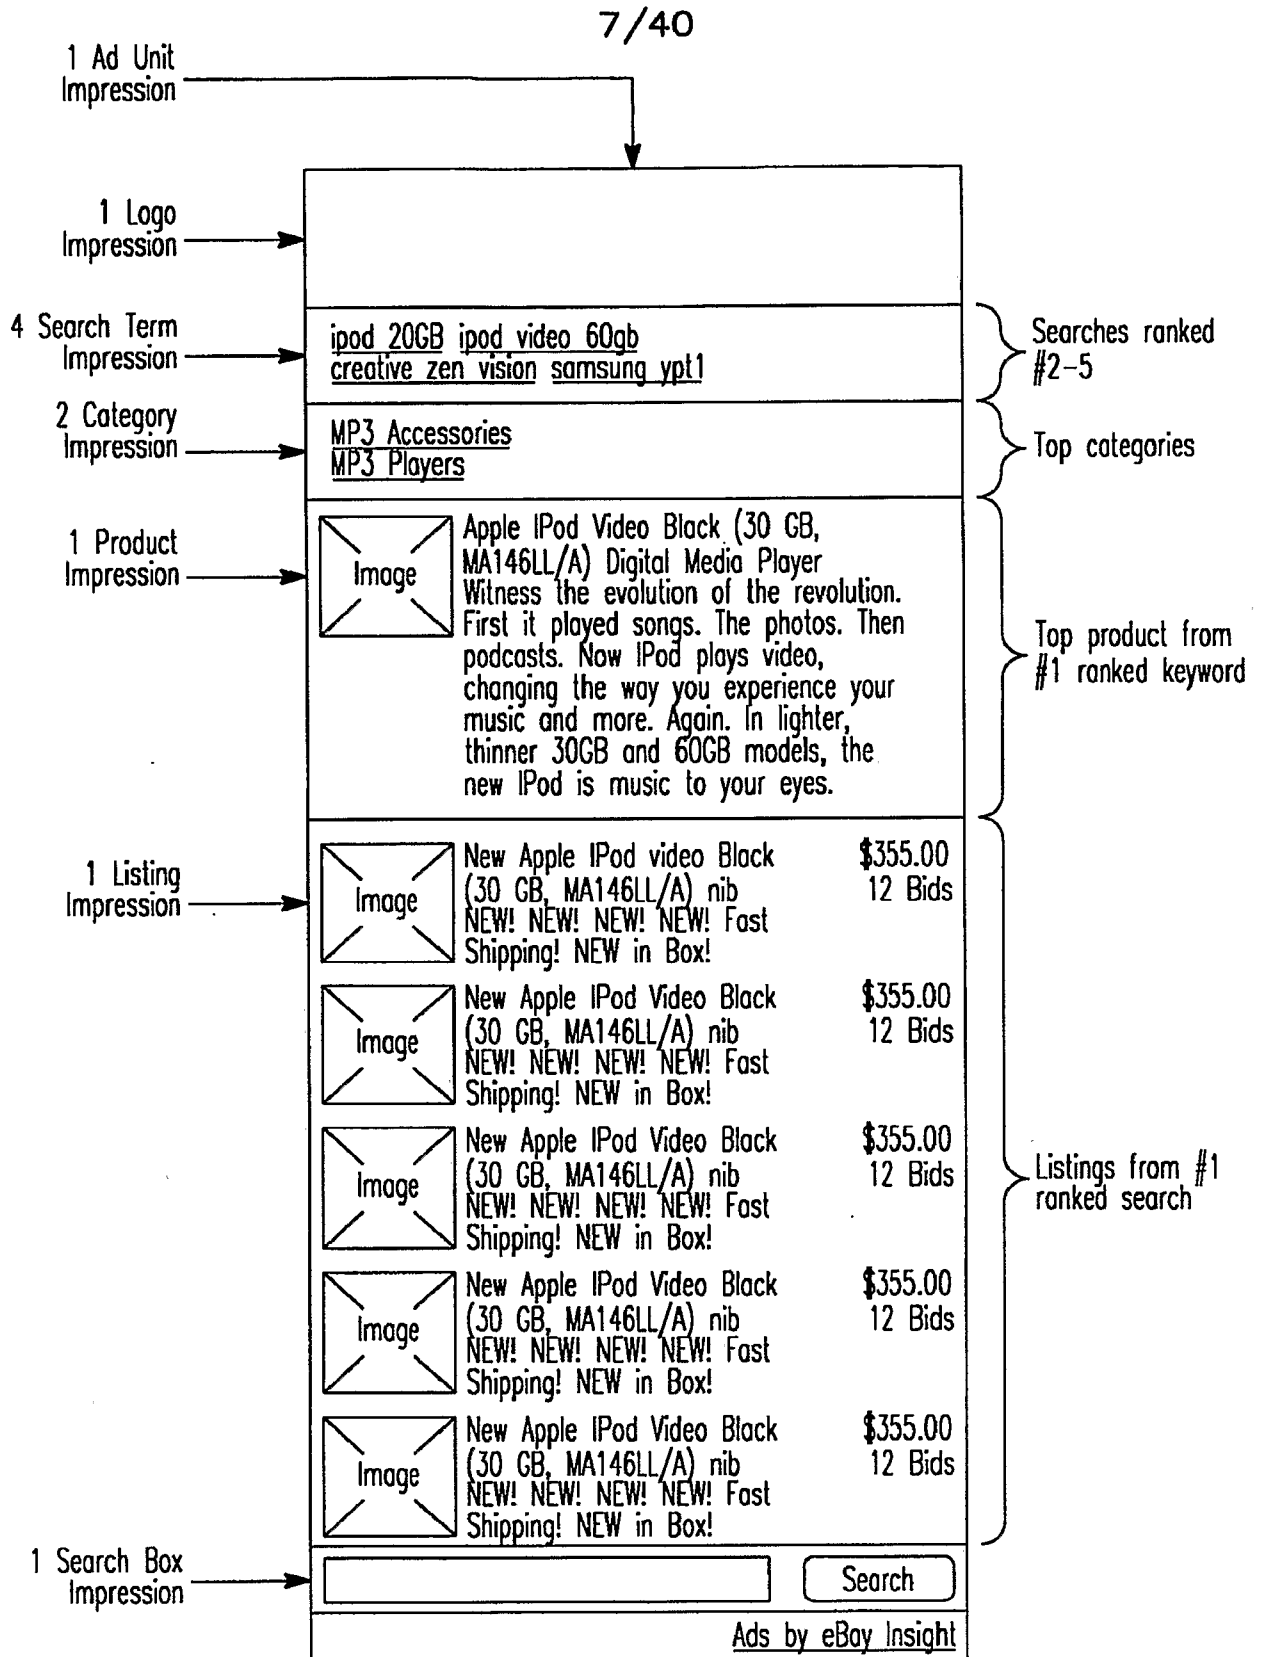 7/40
1 Ad Unit
Impression
1 Logo
Impression
4 Search Term
Impression
ipod 20GB ipod video 60gb
creative zen vision samsung ypt1
Searches ranked
#2-5
2 Category
Impression
MP3 Accessories
MP3 Players
Top categories
1 Product
Impression
Image
Apple IPod Video Black (30 GB,
MA146LL/A) Digital Media Player
Witness the evolution of the revolution.
First it played songs. The photos. Then
podcasts. Now IPod plays video,
changing the way you experience your
music and more. Again. In lighter,
thinner 30GB and 60GB models, the
new IPod is music to your eyes.
Top product from
#1 ranked keyword
1 Listing
Impression
Image
New Apple IPod video Black $355.00
(30 GB, MA146LL/A) nib 12 Bids
NEW! NEW! NEW! NEW! Fast
Shipping! NEW in Box!
Image
New Apple IPod Video Black $355.00
(30 GB, MA146LL/A) nib 12 Bids
NEW! NEW! NEW! NEW! Fast
Shipping! NEW in Box!
Image
New Apple IPod Video Black $355.00
(30 GB, MA146LL/A) nib 12 Bids
NEW! NEW! NEW! NEW! Fast
Shipping! NEW in Box!
Listings from #1
ranked search
Image
New Apple IPod Video Black $355.00
(30 GB, MA146LL/A) nib 12 Bids
NEW! NEW! NEW! NEW! Fast
Shipping! NEW in Box!
Image
New Apple IPod Video Black $355.00
(30 GB, MA146LL/A) nib 12 Bids
NEW! NEW! NEW! NEW! Fast
Shipping! NEW in Box!
1 Search Box
Impression
Search
Ads by eBay Insight